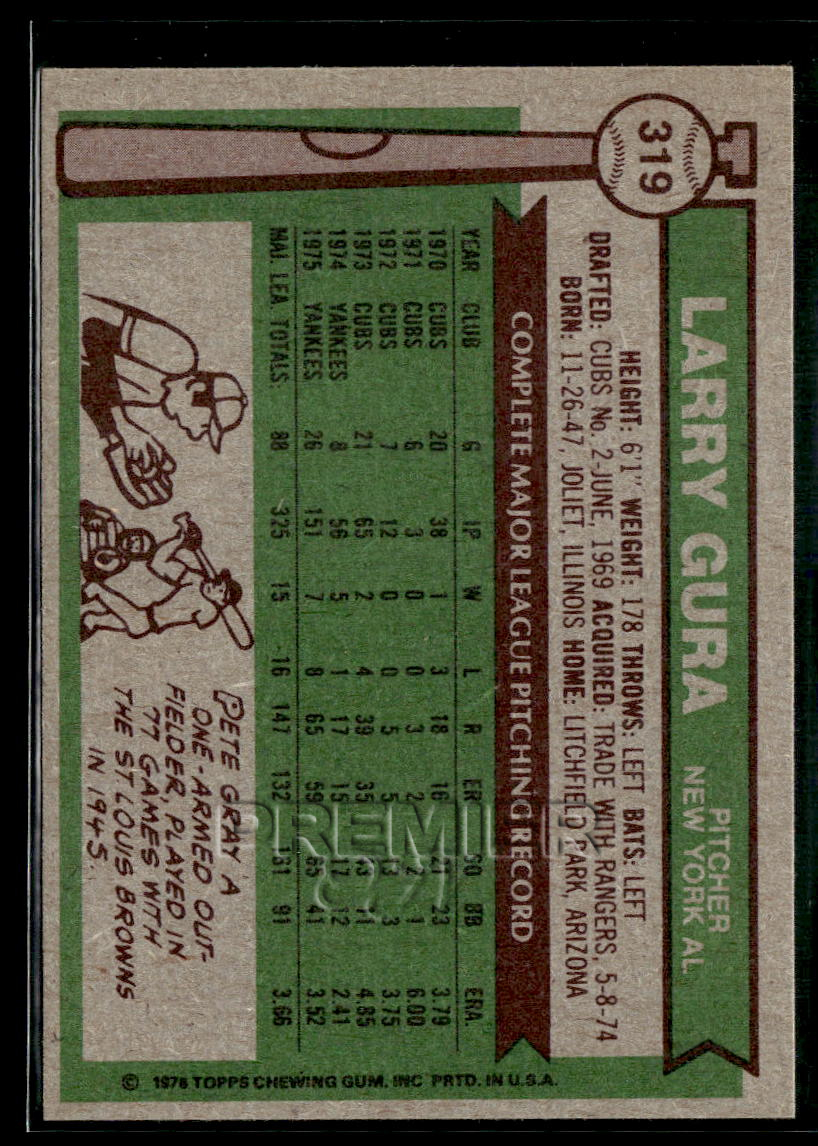 319
LARRY GURA
PITCHER
NEW YORK AL
HEIGHT: 6'1" WEIGHT: 178 THROWS: LEFT BATS: LEFT
DRAFTED: CUBS No. 2-JUNE, 1969 ACQUIRED: TRADE WITH RANGERS, 5-8-74
BORN: 11-26-47, JOLIET, ILLINOIS HOME: LITCHFIELD PARK, ARIZONA
COMPLETE MAJOR LEAGUE PITCHING RECORD
YEAR CLUB G IP W L R ER SO BB ERA.
1970 CUBS 20 38 1 3 18 16 21 23 3.79
1971 CUBS 6 3 0 0 3 2 2 1 6.00
1972 CUBS 7 12 0 0 5 5 3 3.75
1973 CUBS 21 65 2 4 39 35 11 4.85
1974 YANKEES 8 56 5 1 17 15 17 12 2.41
1975 YANKEES 26 151 7 8 65 59 65 41 3.52
MAJ. LEA TOTALS: 88 325 15 16 147 132 91 3.66
PETE GRAY A
ONE-ARMED OUT-
FIELDER, PLAYED IN
77 GAMES WITH
THE ST LOUIS BROWNS
IN 1945.
© 1976 TOPPS CHEWING GUM, INC PRTD. IN U.S.A.